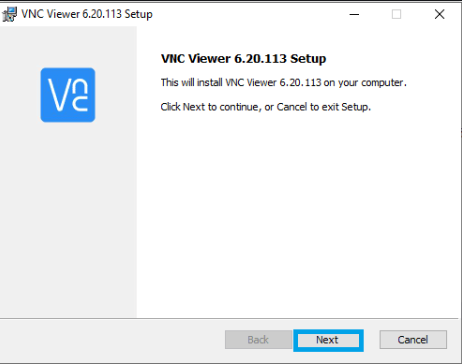 VNC Viewer 6.20.113 Setup
VNC Viewer 6.20.113 Setup
This will install VNC Viewer 6.20.113 on your computer.
Click Next to continue, or Cancel to exit Setup.
Back Next Cancel